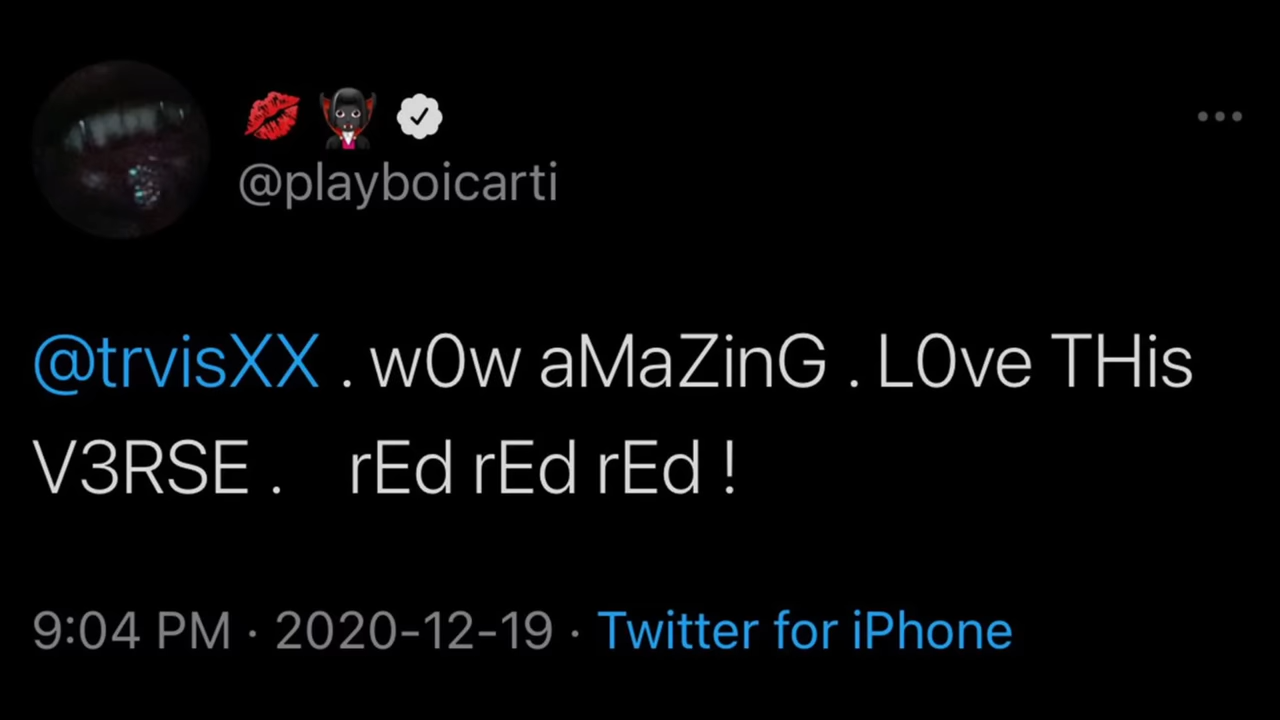 💋 🧛🏿‍♀️
@playboicarti
@trvisXX . w0w aMaZinG . L0ve THis
V3RSE .    rEd rEd rEd !
9:04 PM · 2020-12-19 · Twitter for iPhone